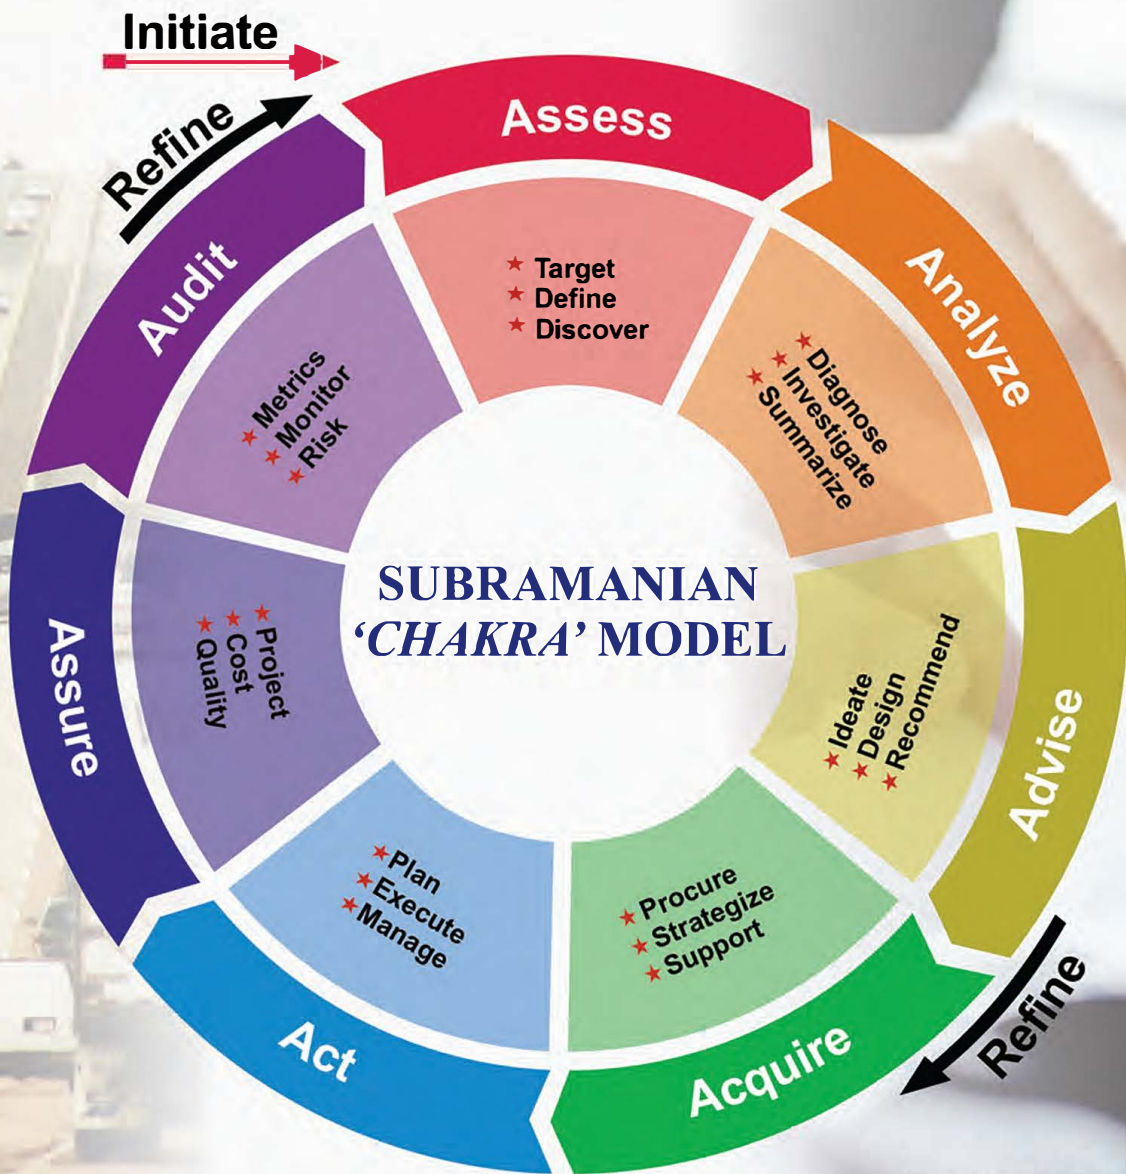 Initiate
Refine
Assess
Target
Define
Discover
Analyze
Diagnose
Investigate
Summarize
Advise
Ideate
Design
Recommend
Refine
Acquire
Procure
Strategize
Support
Act
Plan
Execute
Manage
Assure
Project
Cost
Quality
Audit
Metrics
Monitor
Risk
SUBRAMANIAN
‘CHAKRA’ MODEL